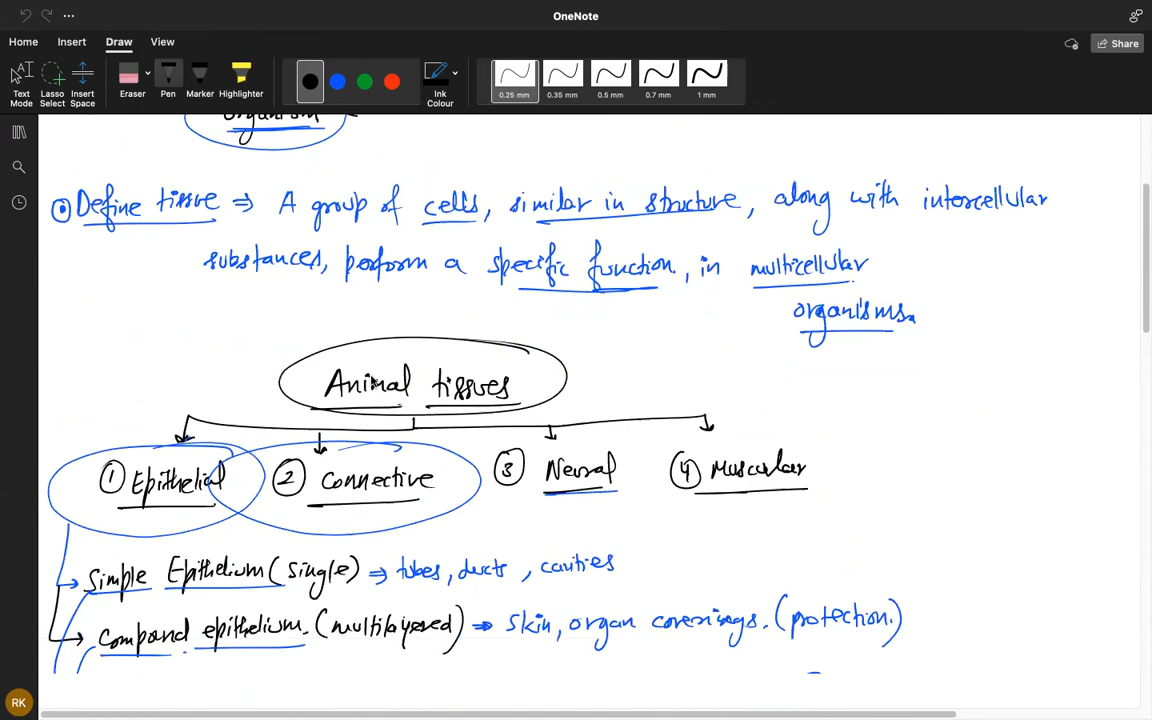 OneNote
Home Insert Draw View
Share
Text Mode
Lasso Select
Insert Space
Eraser
Pen
Marker
Highlighter
Ink Colour
0.25 mm
0.35 mm
0.5 mm
0.7 mm
1 mm
organism
Define tissue ⇒ A group of cells, similar in structure, along with intercellular
substances, perform a specific function, in multicellular
organisms.
Animal tissues
① Epithelial ② Connective ③ Neural ④ Muscular
→ Simple Epithelium (single) ⇒ tubes, ducts, cavities
→ Compound epithelium. (multilayered) ⇒ skin, organ coverings. (protection.)
RK